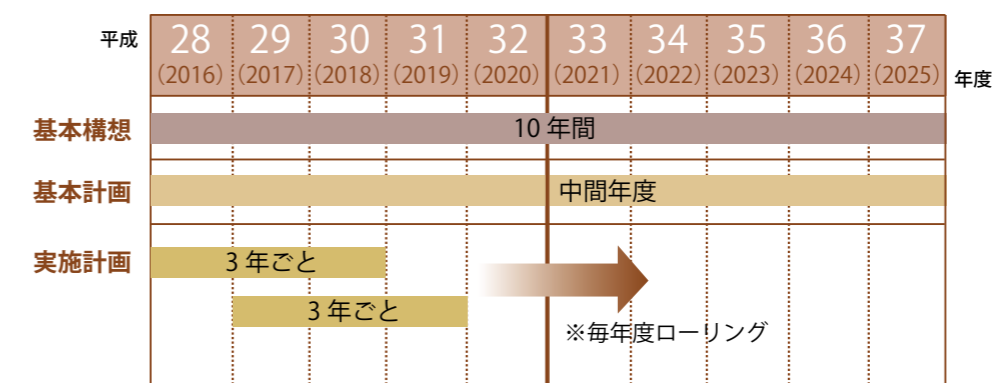 平成 28 29 30 31 32 33 34 35 36 37
(2016) (2017) (2018) (2019) (2020) (2021) (2022) (2023) (2024) (2025) 年度
基本構想 10年間
基本計画 中間年度
実施計画 3年ごと
3年ごと
※毎年度ローリング